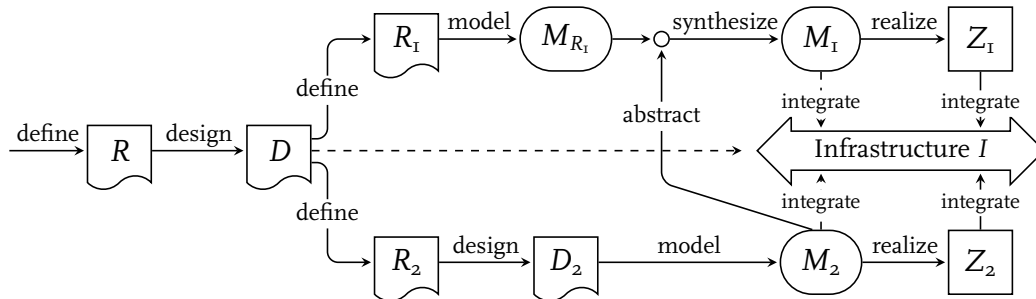 R₁ model M_R₁ synthesize M₁ realize Z₁
define abstract integrate integrate
define R design D Infrastructure I
define integrate integrate
R₂ design D₂ model M₂ realize Z₂